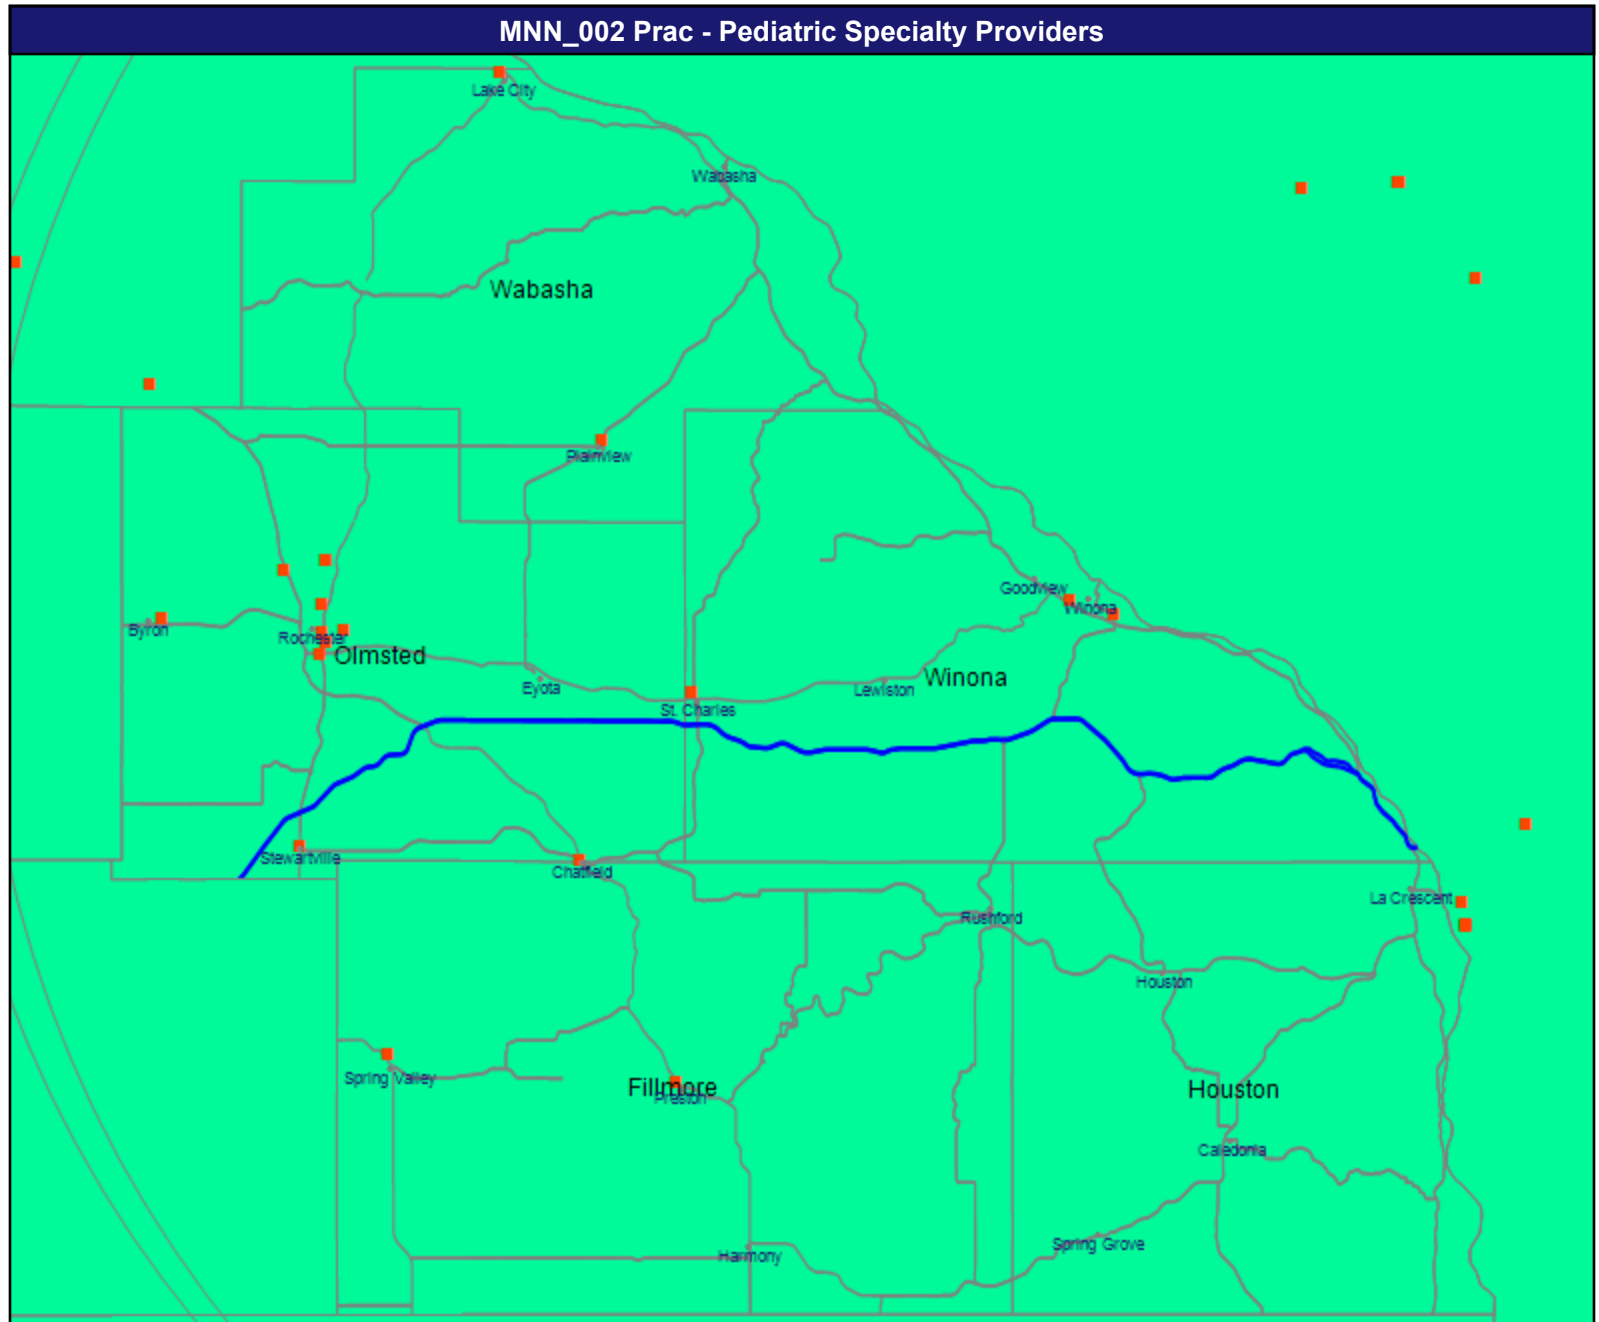 MNN_002 Prac - Pediatric Specialty Providers
Lake City
Wabasha
Wabasha
Plainview
Goodview
Winona
Byron
Rochester
Olmsted
Winona
Eyota
Lewiston
St. Charles
Stewartville
Chatfield
La Crescent
Rushford
Houston
Spring Valley
Fillmore
Preston
Houston
Caledonia
Spring Grove
Harmony